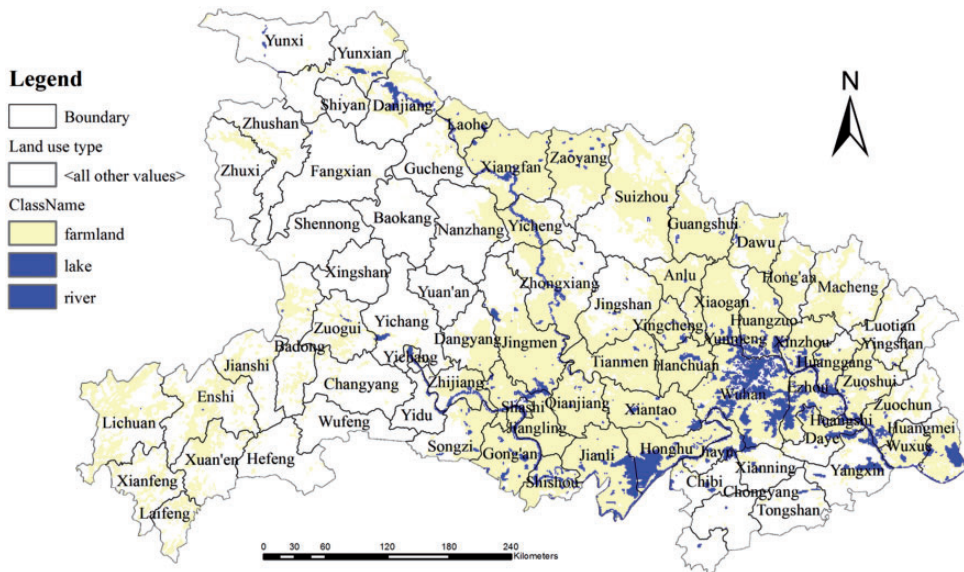 Legend
Boundary
Land use type
<all other values>
ClassName
farmland
lake
river
N
Yunxi
Yunxian
Shiyan
Danjiang
Zhushan
Laohe
Zhuxi
Fangxian
Gucheng
Xiangfan
Zaoyang
Suizhou
Shennong
Baokang
Nanzhang
Yicheng
Guangshui
Dawu
Xingshan
Yuan'an
Zhongxiang
Jingshan
Anlu
Hong'an
Macheng
Xiaogan
Zuogui
Yichang
Dangyang
Jingmen
Yingcheng
Yunmeng
Huangzuo
Xinzhou
Luotian
Yingshan
Badong
Jianshi
Yichang
Zhijiang
Tianmen
Hanchuan
Huanggang
Changyang
Enshi
Lichuan
Wufeng
Yidu
Shashi
Qianjiang
Xiantao
Wuhan
Ezhou
Zuoshui
Jiangling
Huangshi
Zuochun
Songzi
Gong'an
Jianli
Honghu
Jiayu
Daye
Huangmei
Wuxue
Xuan'en
Hefeng
Xianfeng
Shishou
Xianning
Chibi
Yangxin
Chongyang
Tongshan
Laifeng
0 30 60 120 180 240
Kilometers